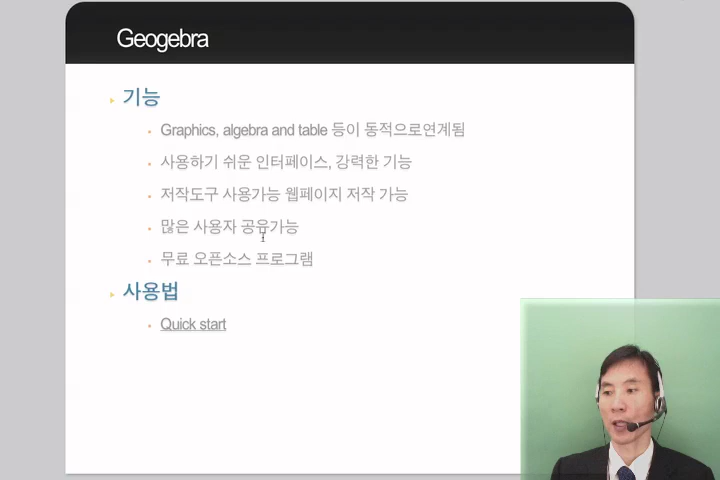 Geogebra
기능
Graphics, algebra and table 등이 동적으로연계됨
사용하기 쉬운 인터페이스, 강력한 기능
저작도구 사용가능 웹페이지 저작 가능
많은 사용자 공유가능
무료 오픈소스 프로그램
사용법
Quick start